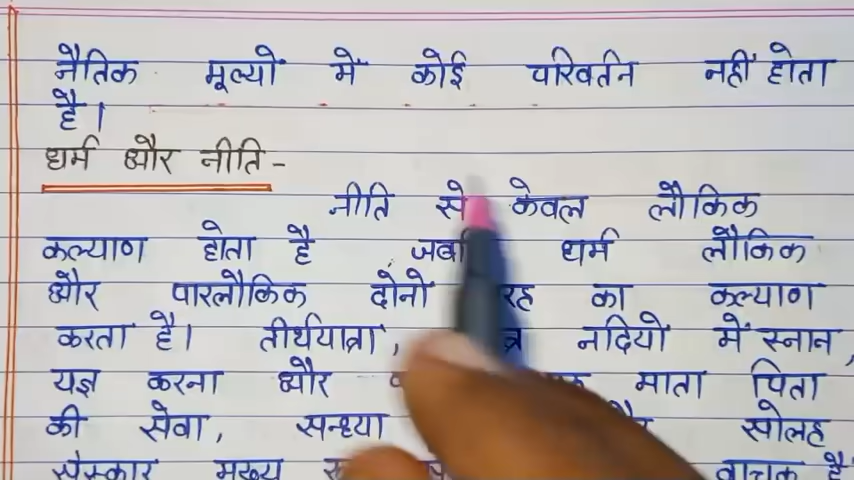 नैतिक मूल्यो में कोई परिवर्तन नहीं होता
है।
धर्म और नीति-
नीति से केवल लौकिक
कल्याण होता है धर्म लौकिक
और पारलौकिक दोनो का कल्याण
करता है। तीर्थयात्रा, नदियो में स्नान,
यज्ञ करना और माता पिता
की सेवा, सन्ध्या सोलह
संस्कार मुख्य वाचक है